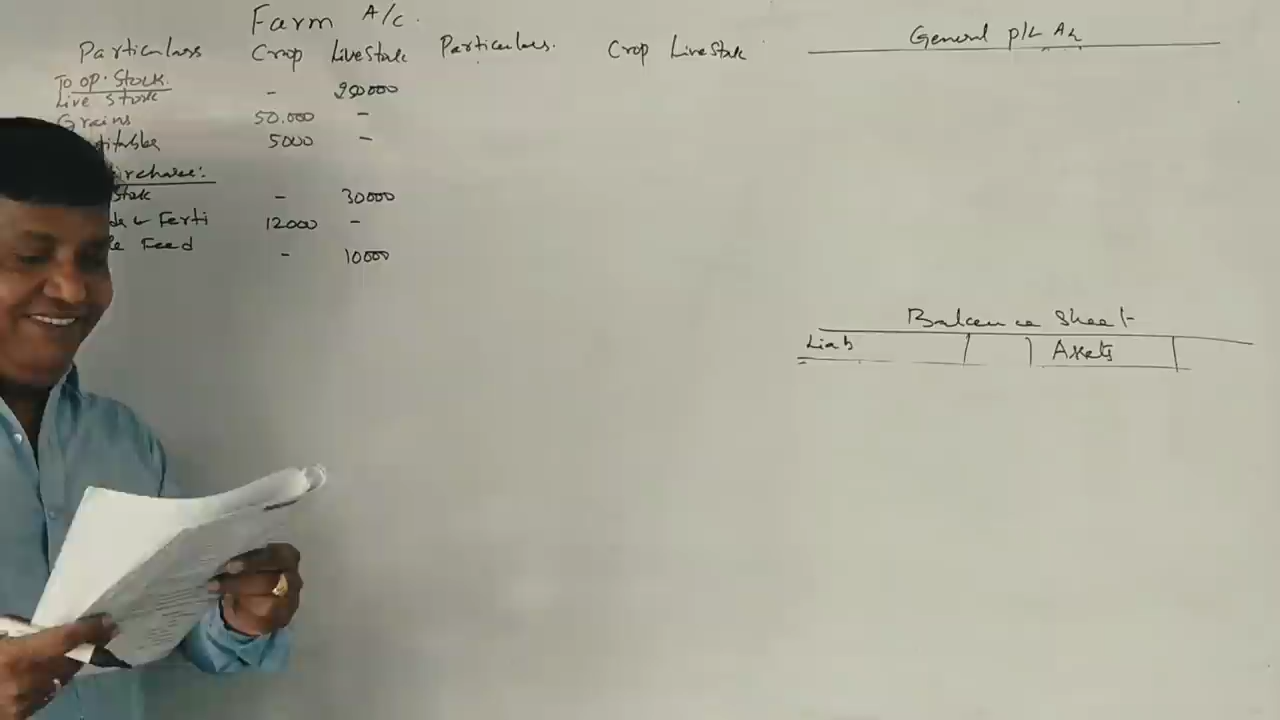 Farm A/c.
Particulars Crop Livestock Particulars. Crop Livestock
To op. Stock.
Live stock - 250000
Grains 50.000 -
5000 -
- 30000
Ferti 12000 -
Feed - 10000
General p/L A/c
Balance Sheet
Liab Assets